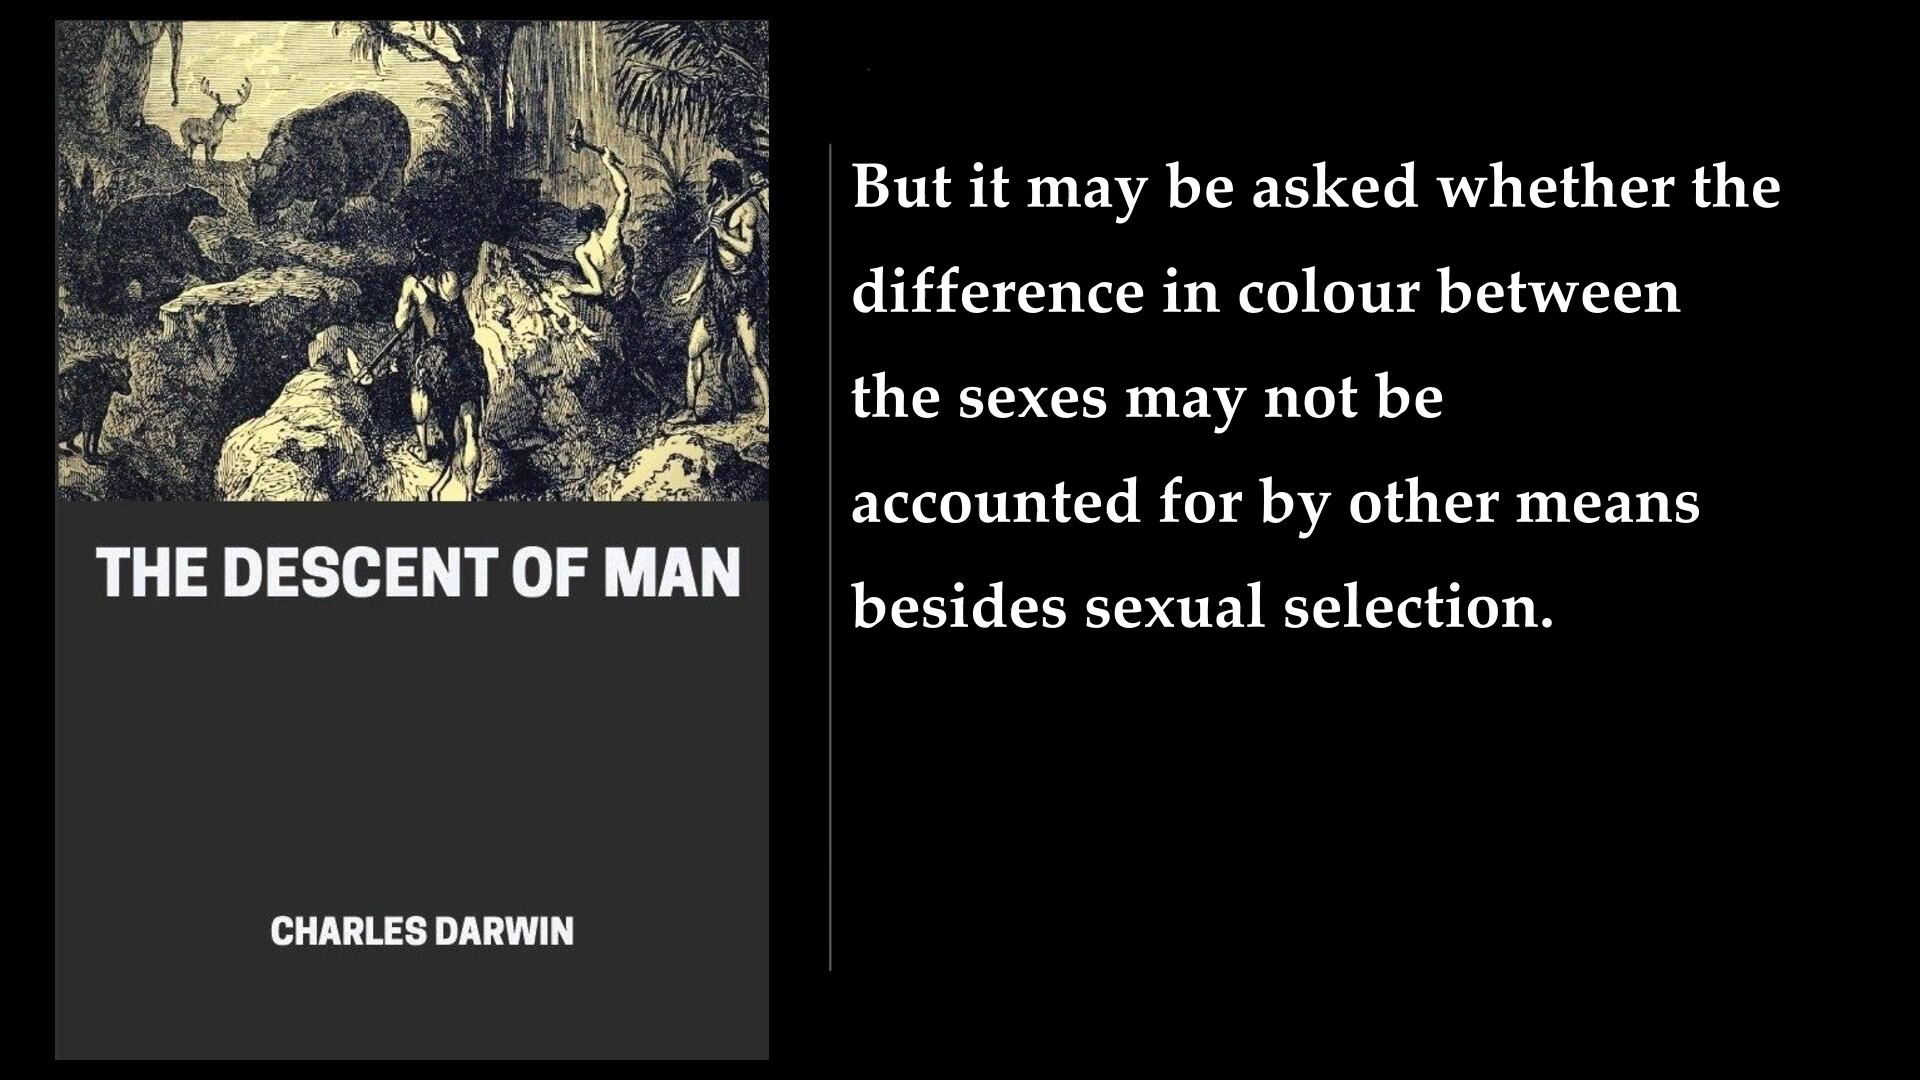 THE DESCENT OF MAN
CHARLES DARWIN
But it may be asked whether the
difference in colour between
the sexes may not be
accounted for by other means
besides sexual selection.